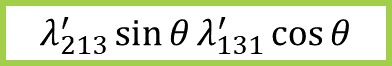 λ′₂₁₃ sin θ λ′₁₃₁ cos θ